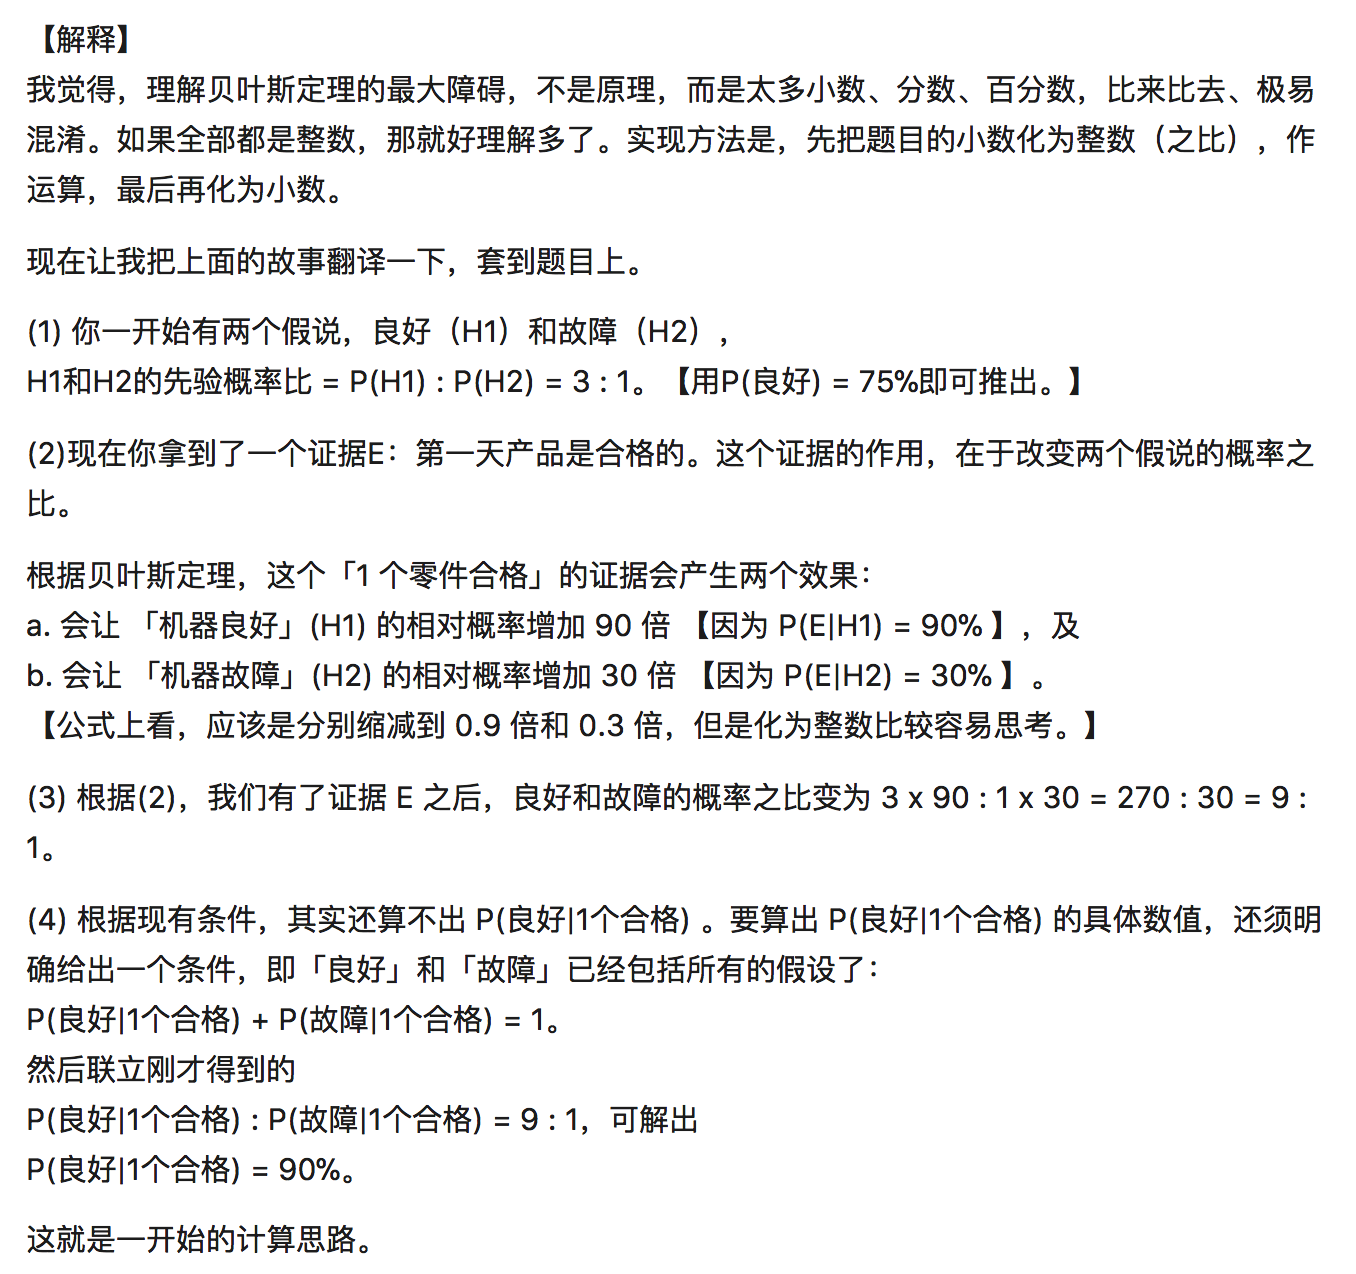 【解释】
我觉得，理解贝叶斯定理的最大障碍，不是原理，而是太多小数、分数、百分数，比来比去、极易
混淆。如果全部都是整数，那就好理解多了。实现方法是，先把题目的小数化为整数（之比），作
运算，最后再化为小数。
现在让我把上面的故事翻译一下，套到题目上。
(1) 你一开始有两个假说，良好（H1）和故障（H2），
H1和H2的先验概率比 = P(H1) : P(H2) = 3 : 1。【用P(良好) = 75%即可推出。】
(2)现在你拿到了一个证据E：第一天产品是合格的。这个证据的作用，在于改变两个假说的概率之
比。
根据贝叶斯定理，这个「1 个零件合格」的证据会产生两个效果：
a. 会让 「机器良好」(H1) 的相对概率增加 90 倍 【因为 P(E|H1) = 90% 】，及
b. 会让 「机器故障」(H2) 的相对概率增加 30 倍 【因为 P(E|H2) = 30% 】。
【公式上看，应该是分别缩减到 0.9 倍和 0.3 倍，但是化为整数比较容易思考。】
(3) 根据(2)，我们有了证据 E 之后，良好和故障的概率之比变为 3 x 90 : 1 x 30 = 270 : 30 = 9 :
1。
(4) 根据现有条件，其实还算不出 P(良好|1个合格) 。要算出 P(良好|1个合格) 的具体数值，还须明
确给出一个条件，即「良好」和「故障」已经包括所有的假设了：
P(良好|1个合格) + P(故障|1个合格) = 1。
然后联立刚才得到的
P(良好|1个合格) : P(故障|1个合格) = 9 : 1，可解出
P(良好|1个合格) = 90%。
这就是一开始的计算思路。